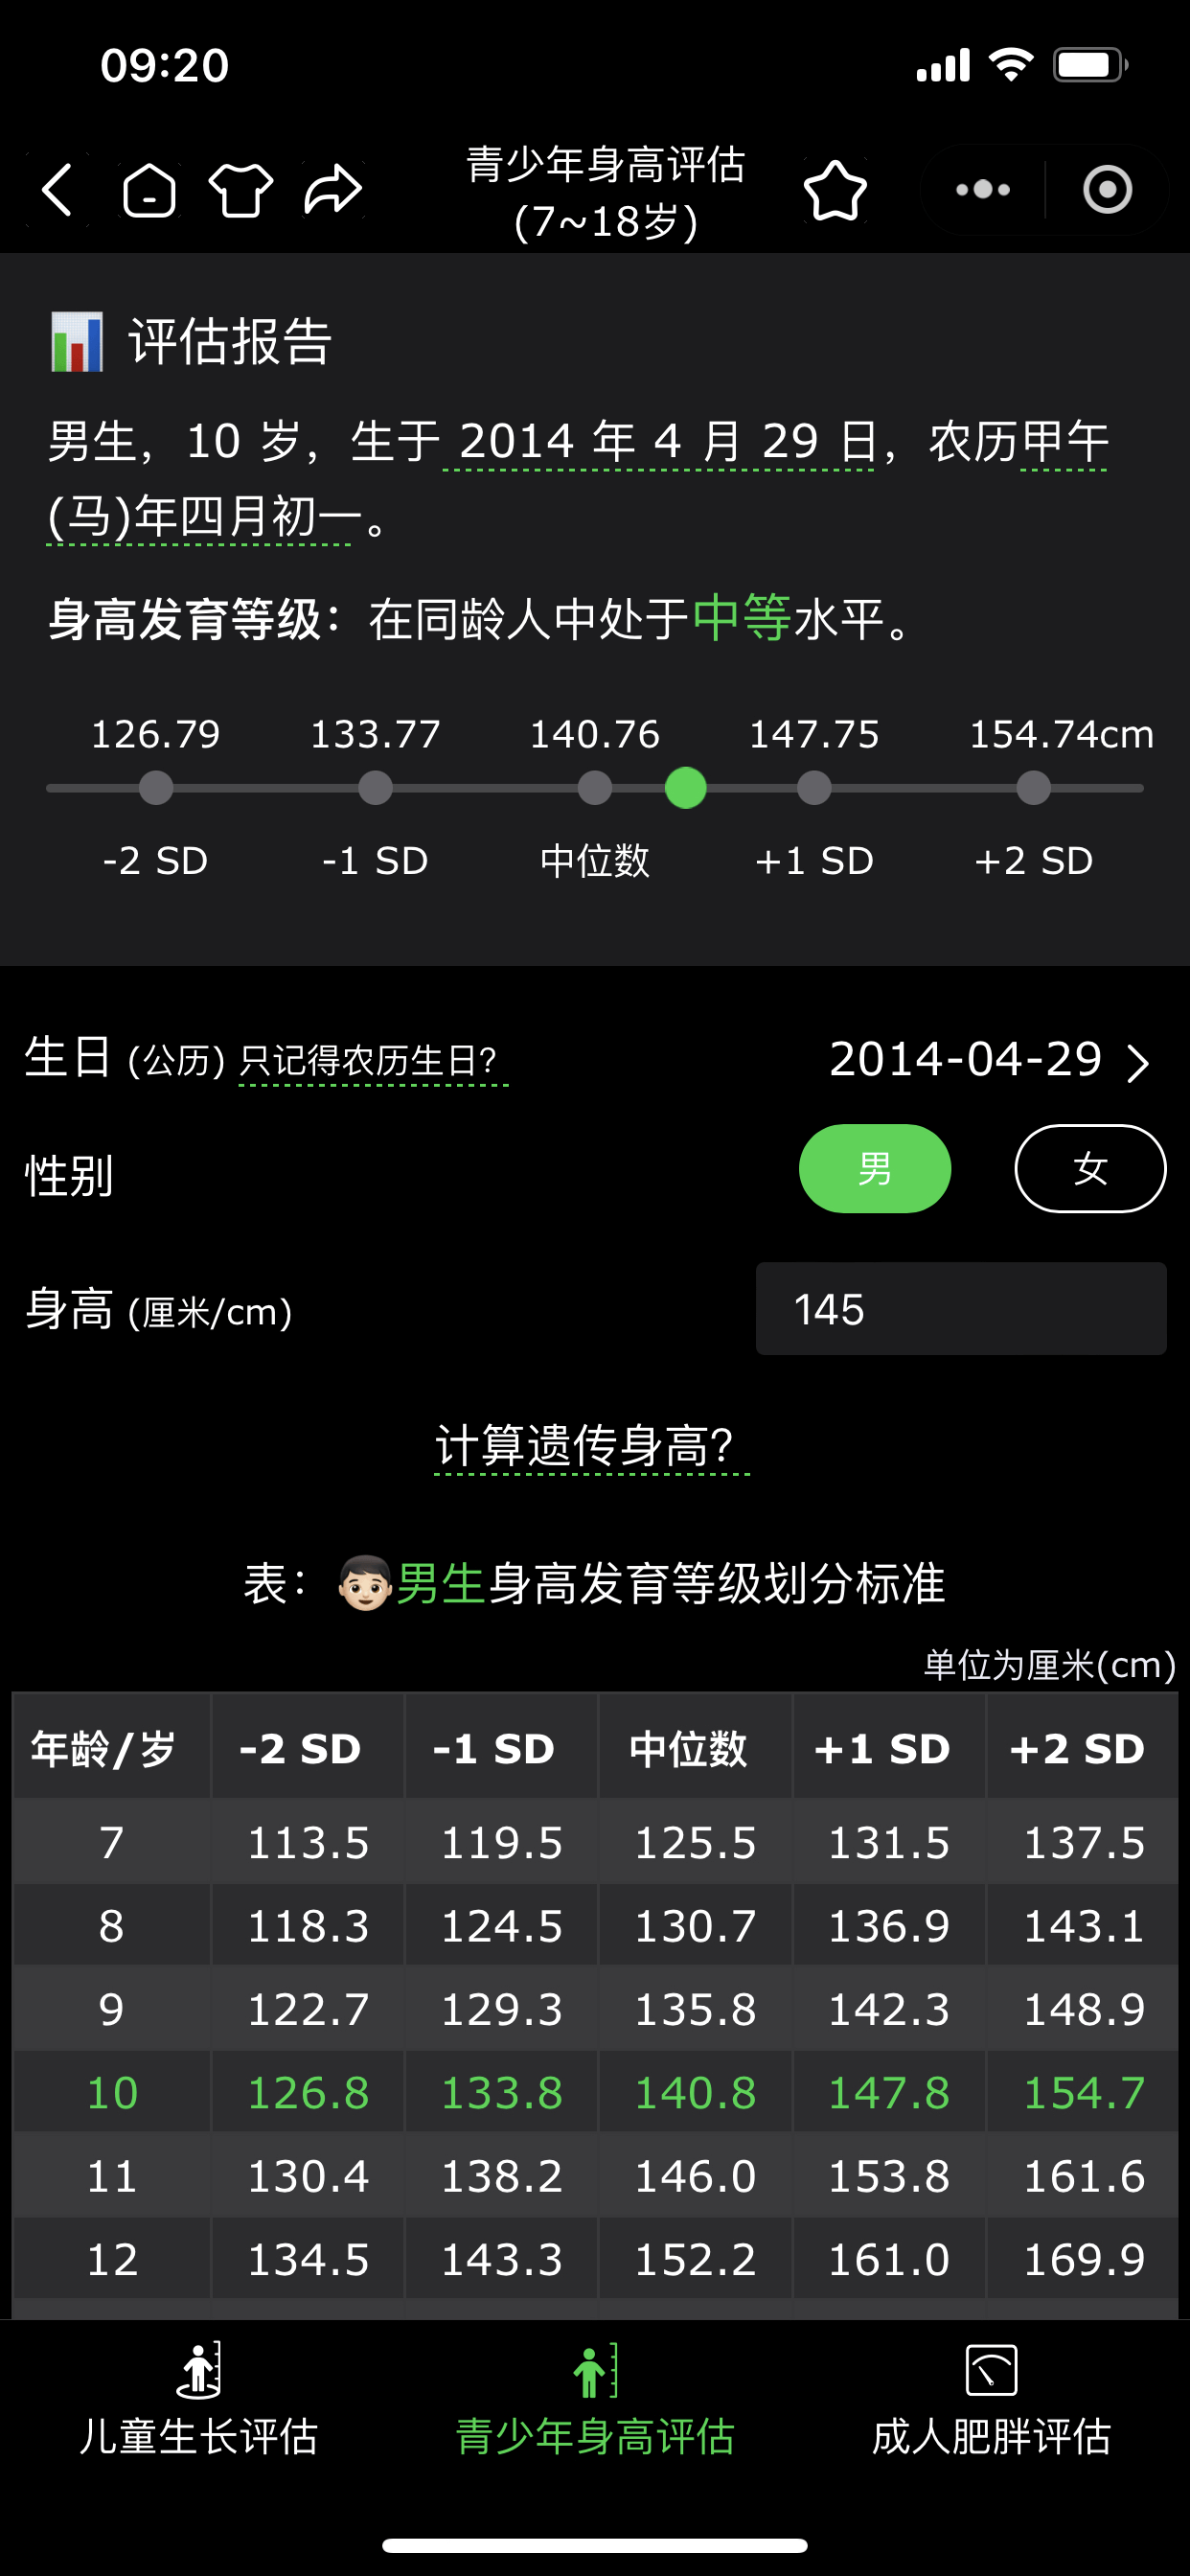 09:20
青少年身高评估
(7~18岁)
评估报告
男生，10 岁，生于 2014 年 4 月 29 日，农历甲午
(马)年四月初一。
身高发育等级：在同龄人中处于中等水平。
126.79 133.77 140.76 147.75 154.74cm
-2 SD -1 SD 中位数 +1 SD +2 SD
生日 (公历) 只记得农历生日? 2014-04-29
性别 男 女
身高 (厘米/cm) 145
计算遗传身高?
表：男生身高发育等级划分标准
单位为厘米(cm)
年龄/岁 -2 SD -1 SD 中位数 +1 SD +2 SD
7 113.5 119.5 125.5 131.5 137.5
8 118.3 124.5 130.7 136.9 143.1
9 122.7 129.3 135.8 142.3 148.9
10 126.8 133.8 140.8 147.8 154.7
11 130.4 138.2 146.0 153.8 161.6
12 134.5 143.3 152.2 161.0 169.9
儿童生长评估 青少年身高评估 成人肥胖评估